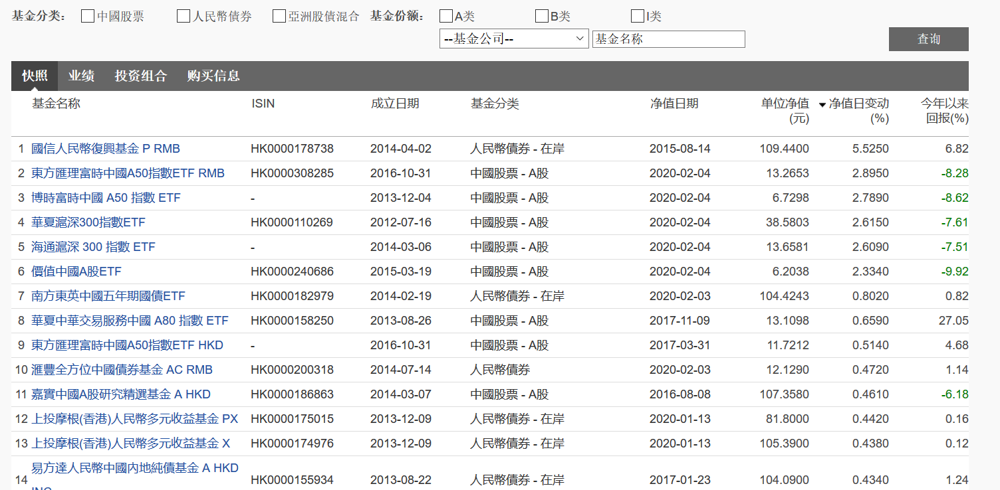 基金分类： 中國股票 人民幣債券 亞洲股債混合 基金份额： A类 B类 I类
--基金公司-- 基金名称 查询
快照 业绩 投资组合 购买信息
基金名称 ISIN 成立日期 基金分类 净值日期 单位净值 净值日变动 今年以来
(元) (%) 回报(%)
1 國信人民幣復興基金 P RMB HK0000178738 2014-04-02 人民幣債券 - 在岸 2015-08-14 109.4400 5.5250 6.82
2 東方匯理富時中國A50指數ETF RMB HK0000308285 2016-10-31 中國股票 - A股 2020-02-04 13.2653 2.8950 -8.28
3 博時富時中國 A50 指數 ETF - 2013-12-04 中國股票 - A股 2020-02-04 6.7298 2.7890 -8.62
4 華夏滬深300指數ETF HK0000110269 2012-07-16 中國股票 - A股 2020-02-04 38.5803 2.6150 -7.61
5 海通滬深 300 指數 ETF - 2014-03-06 中國股票 - A股 2020-02-04 13.6581 2.6090 -7.51
6 價值中國A股ETF HK0000240686 2015-03-19 中國股票 - A股 2020-02-04 6.2038 2.3340 -9.92
7 南方東英中國五年期國債ETF HK0000182979 2014-02-19 人民幣債券 - 在岸 2020-02-03 104.4243 0.8020 0.82
8 華夏中華交易服務中國 A80 指數 ETF HK0000158250 2013-08-26 中國股票 - A股 2017-11-09 13.1098 0.6590 27.05
9 東方匯理富時中國A50指數ETF HKD - 2016-10-31 中國股票 - A股 2017-03-31 11.7212 0.5140 4.68
10 滙豐全方位中國債券基金 AC RMB HK0000200318 2014-07-14 人民幣債券 2020-02-03 12.1290 0.4720 1.14
11 嘉實中國A股研究精選基金 A HKD HK0000186863 2014-03-07 中國股票 - A股 2016-08-08 107.3580 0.4610 -6.18
12 上投摩根(香港)人民幣多元收益基金 PX HK0000175015 2013-12-09 人民幣債券 - 在岸 2020-01-13 81.8000 0.4420 0.16
13 上投摩根(香港)人民幣多元收益基金 X HK0000174976 2013-12-09 人民幣債券 - 在岸 2020-01-13 105.3900 0.4380 0.12
易方達人民幣中國内地純債基金 A HKD
14 HK0000155934 2013-08-22 人民幣債券 - 在岸 2017-01-23 104.0900 0.4340 1.24